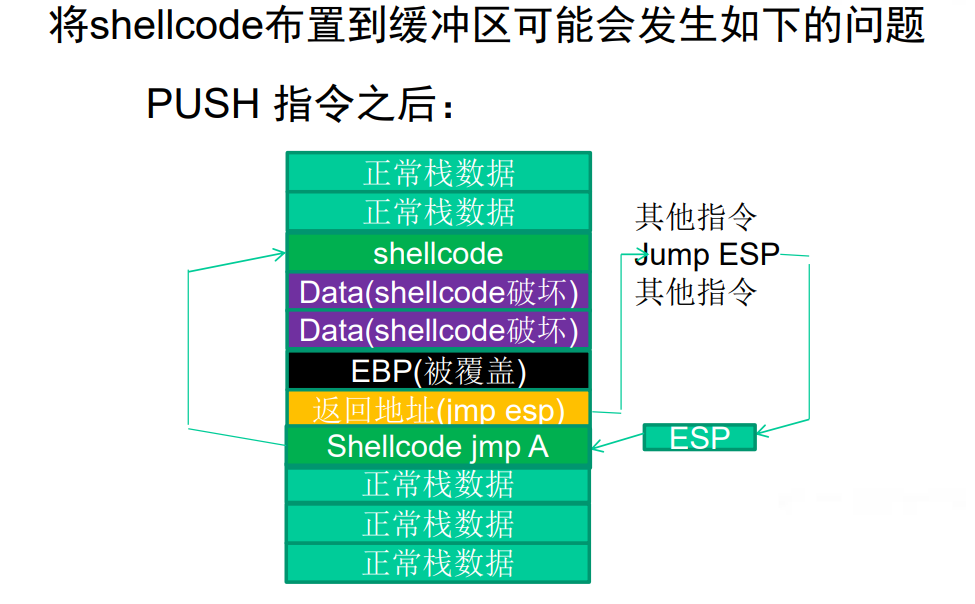 将shellcode布置到缓冲区可能会发生如下的问题
PUSH 指令之后：
正常栈数据
正常栈数据
shellcode
Data(shellcode破坏)
Data(shellcode破坏)
EBP(被覆盖)
返回地址(jmp esp)
Shellcode jmp A
正常栈数据
正常栈数据
正常栈数据
其他指令
Jump ESP
其他指令
ESP